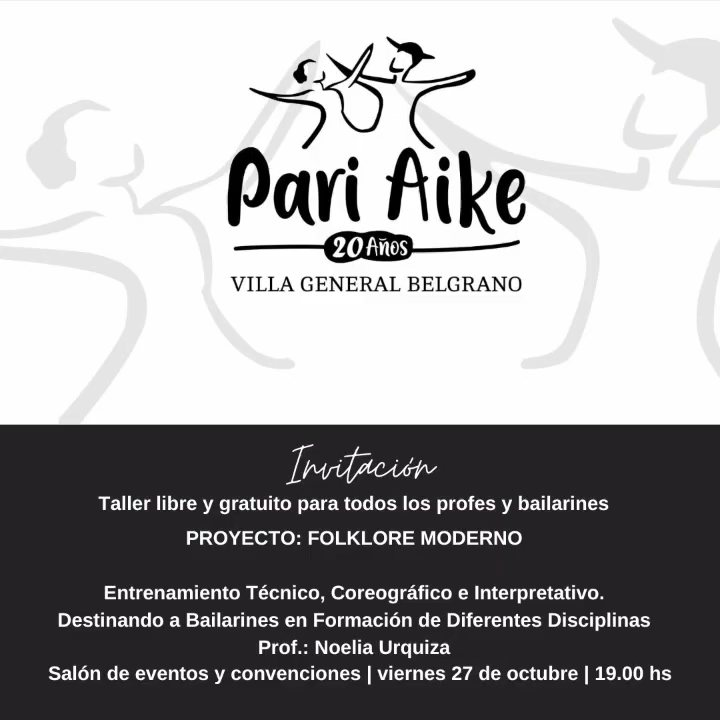 Pari Aike
20 Años
VILLA GENERAL BELGRANO
Invitación
Taller libre y gratuito para todos los profes y bailarines
PROYECTO: FOLKLORE MODERNO
Entrenamiento Técnico, Coreográfico e Interpretativo.
Destinando a Bailarines en Formación de Diferentes Disciplinas
Prof.: Noelia Urquiza
Salón de eventos y convenciones | viernes 27 de octubre | 19.00 hs